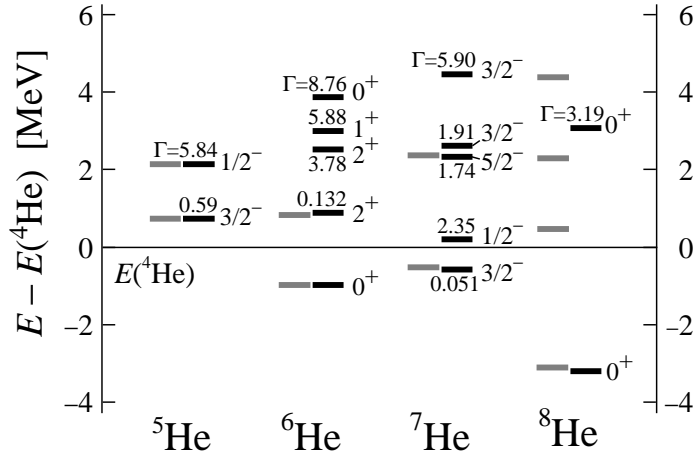 E − E(⁴He) [MeV]
6 6
4 4
2 2
0 0
−2 −2
−4 −4
E(⁴He)
Γ=5.84 1/2⁻
0.59 3/2⁻
⁵He
Γ=8.76 0⁺
5.88 1⁺
2⁺
3.78
0.132 2⁺
0⁺
⁶He
Γ=5.90 3/2⁻
1.91 3/2⁻
5/2⁻
1.74
2.35 1/2⁻
3/2⁻
0.051
⁷He
Γ=3.19 0⁺
0⁺
⁸He